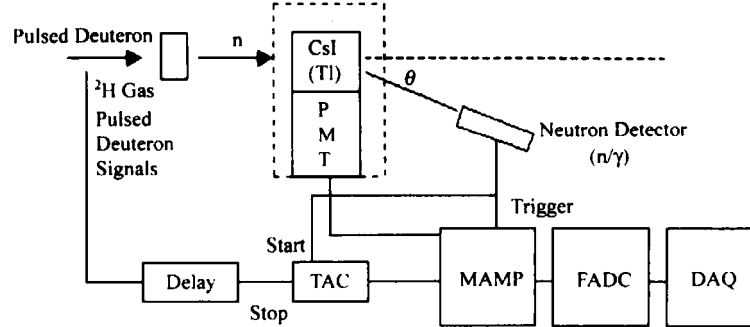 Pulsed Deuteron
n
CsI
(Tl)
θ
²H Gas
Pulsed
Deuteron
Signals
P
M
T
Neutron Detector
(n/γ)
Trigger
Start
Delay
Stop
TAC
MAMP
FADC
DAQ